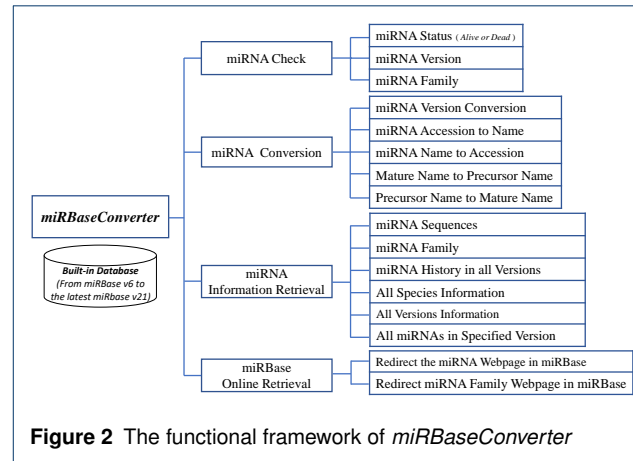 miRNA Check
miRNA Status ( Alive or Dead )
miRNA Version
miRNA Family
miRNA Conversion
miRNA Version Conversion
miRNA Accession to Name
miRNA Name to Accession
Mature Name to Precursor Name
Precursor Name to Mature Name
miRBaseConverter
Built-in Database
(From miRBase v6 to
the latest miRbase v21)
miRNA
Information Retrieval
miRNA Sequences
miRNA Family
miRNA History in all Versions
All Species Information
All Versions Information
All miRNAs in Specified Version
miRBase
Online Retrieval
Redirect the miRNA Webpage in miRBase
Redirect miRNA Family Webpage in miRBase
Figure 2 The functional framework of miRBaseConverter